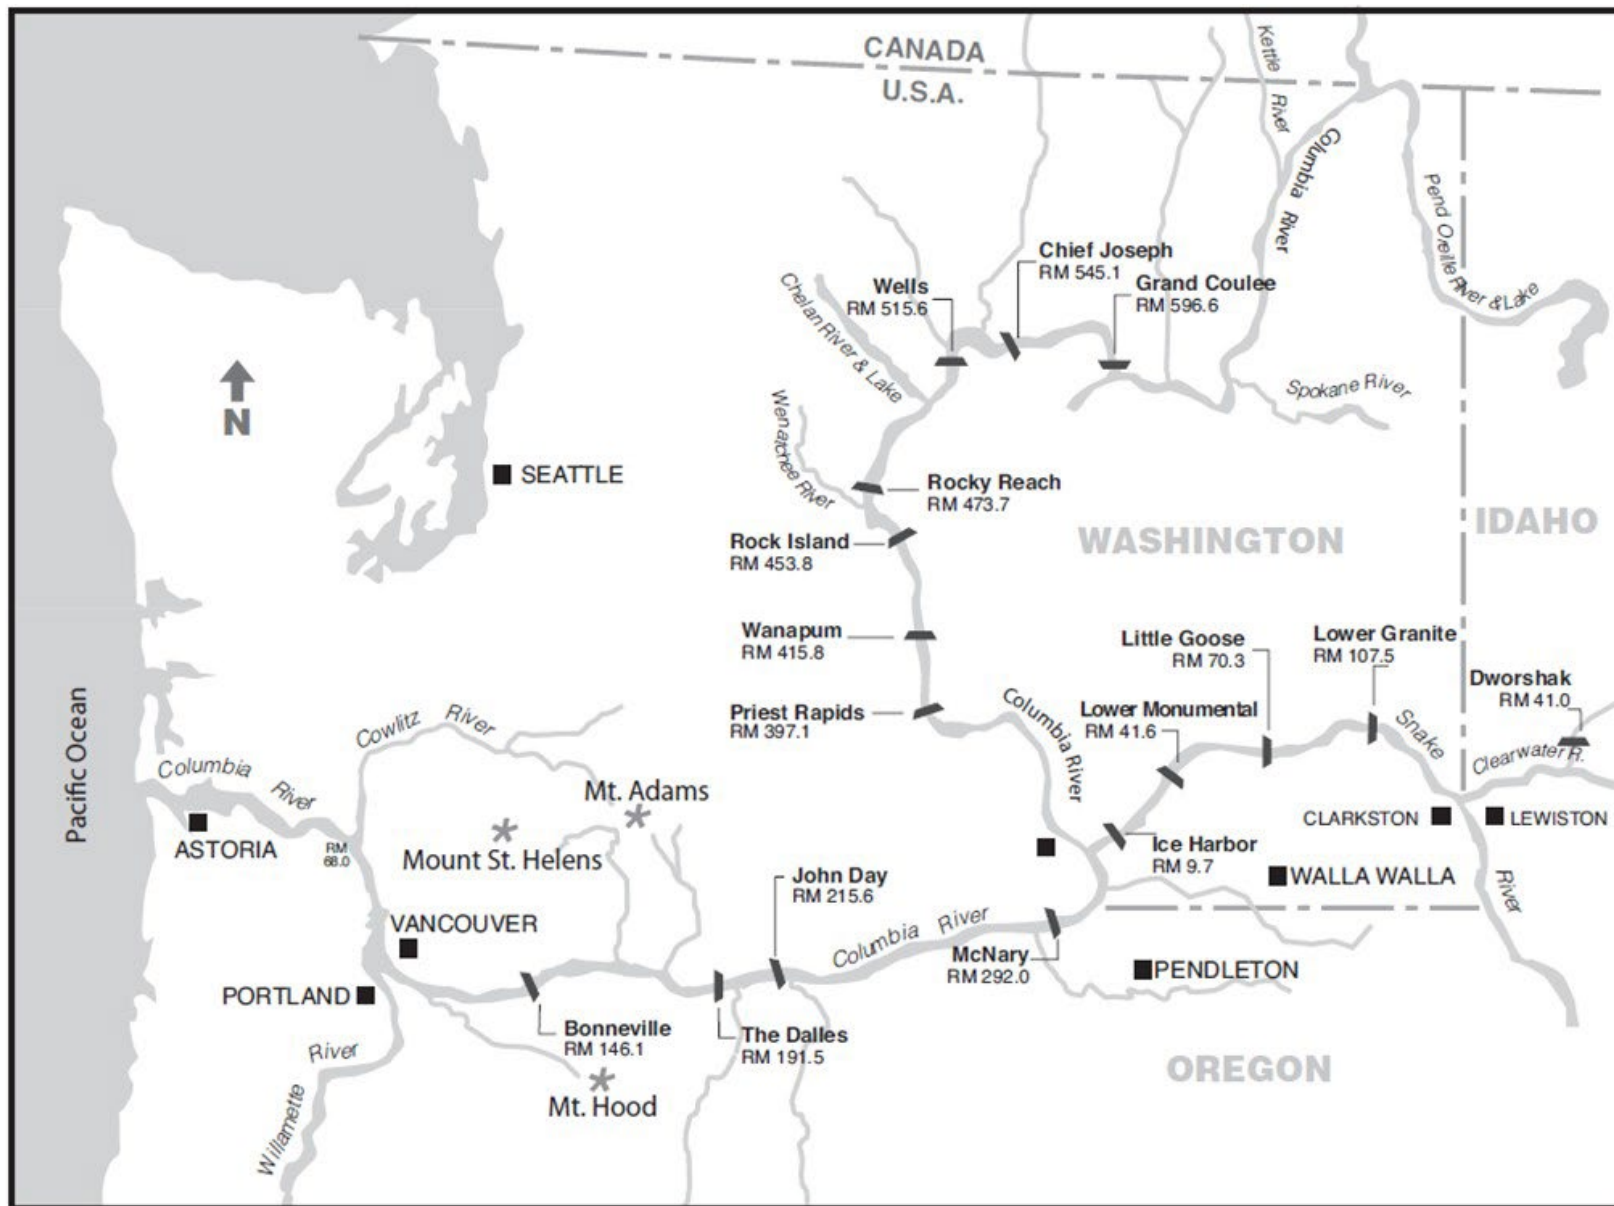 CANADA
U.S.A.
Kettle River
Columbia River
Pend Oreille River & Lake
Chief Joseph
RM 545.1
Wells
RM 515.6
Grand Coulee
RM 596.6
Chelan River & Lake
Spokane River
Wenatchee River
N
SEATTLE
Rocky Reach
RM 473.7
Rock Island
RM 453.8
WASHINGTON
IDAHO
Wanapum
RM 415.8
Little Goose
RM 70.3
Lower Granite
RM 107.5
Dworshak
RM 41.0
Priest Rapids
RM 397.1
Columbia River
Lower Monumental
RM 41.6
Snake River
Clearwater R.
Pacific Ocean
Cowlitz River
Columbia River
Mt. Adams
ASTORIA
RM
68.0
Mount St. Helens
CLARKSTON
LEWISTON
Ice Harbor
RM 9.7
WALLA WALLA
John Day
RM 215.6
VANCOUVER
Columbia River
McNary
RM 292.0
PENDLETON
PORTLAND
Bonneville
RM 146.1
The Dalles
RM 191.5
Willamette River
Mt. Hood
OREGON